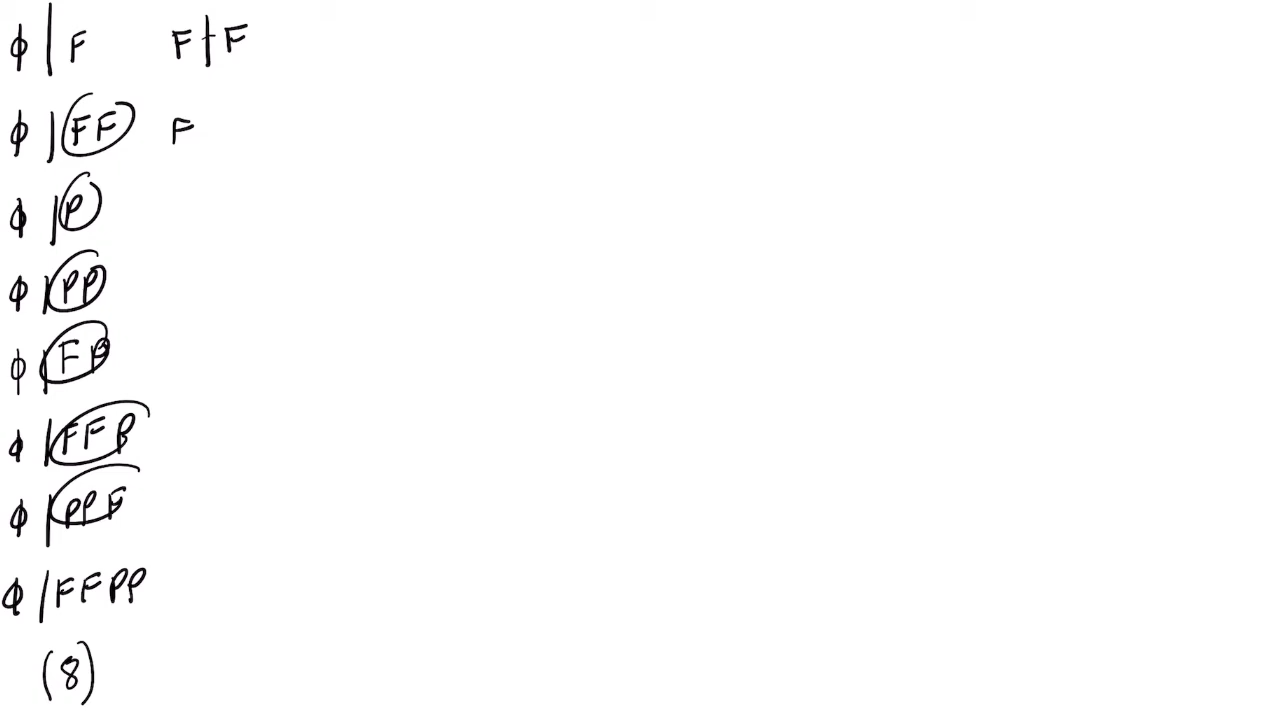 ϕ | F F | F
ϕ | FF F
ϕ | P
ϕ | PP
ϕ | FP
ϕ | FFP
ϕ | PPF
ϕ | FFPP
(8)